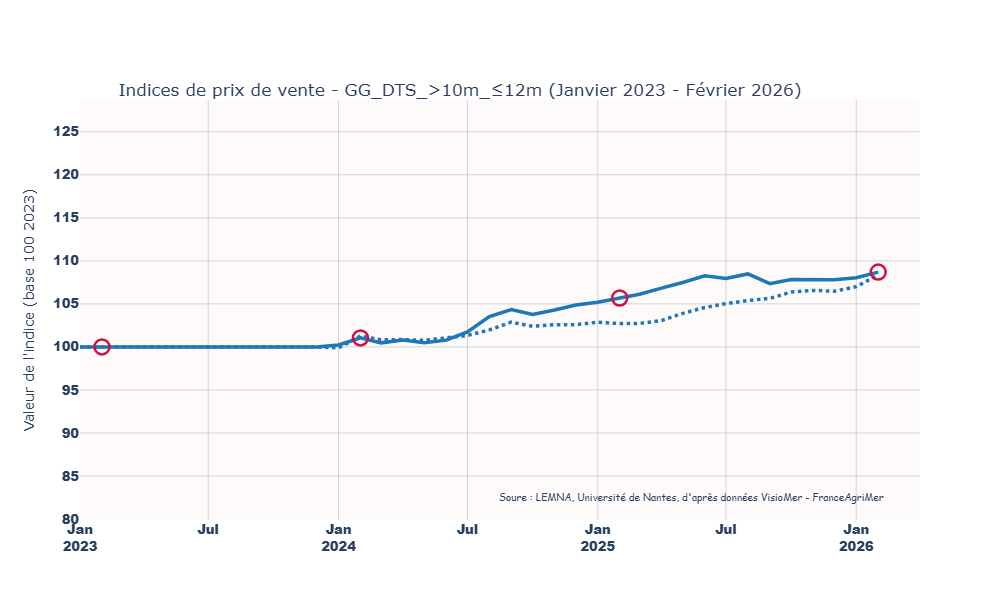 Indices de prix de vente - GG_DTS_>10m_≤12m (Janvier 2023 - Février 2026)
Valeur de l'indice (base 100 2023)
125
120
115
110
105
100
95
90
85
80
Soure : LEMNA, Université de Nantes, d'après données VisioMer - FranceAgriMer
Jan Jul Jan Jul Jan Jul Jan
2023 2024 2025 2026